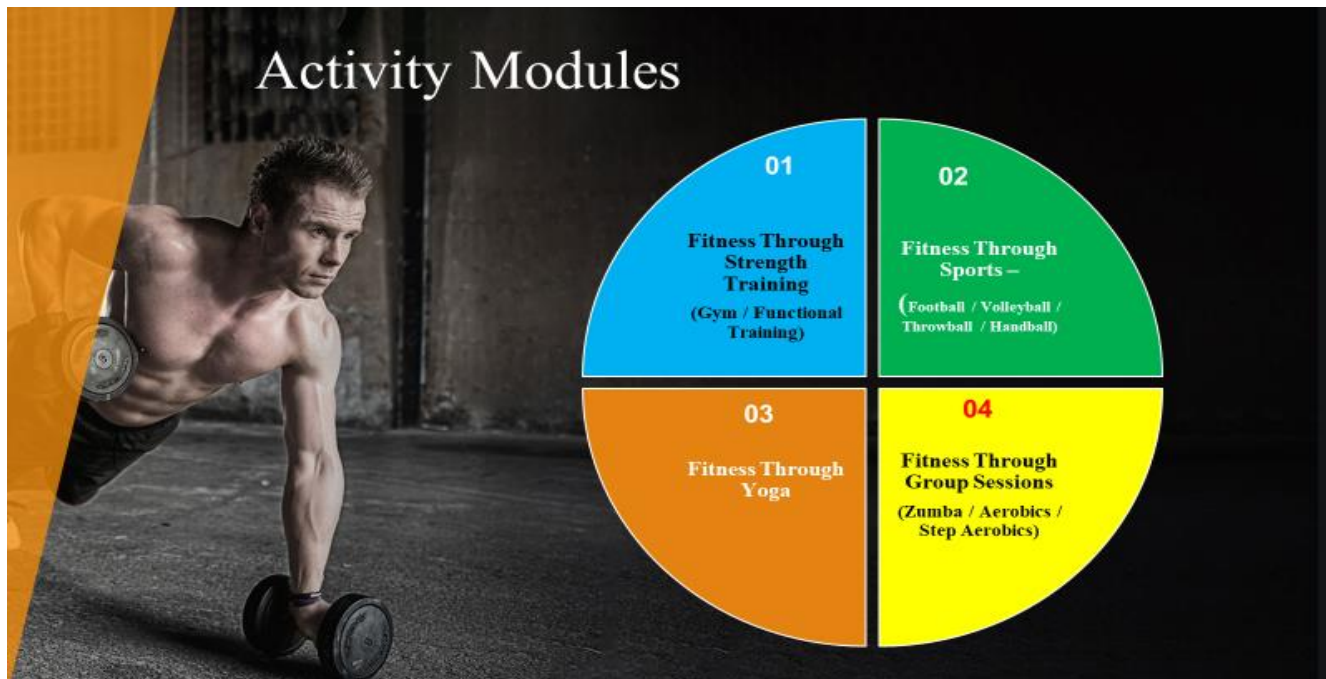 Activity Modules
01
Fitness Through
Strength
Training
(Gym / Functional
Training)
02
Fitness Through
Sports –
(Football / Volleyball /
Throwball / Handball)
03
Fitness Through
Yoga
04
Fitness Through
Group Sessions
(Zumba / Aerobics /
Step Aerobics)